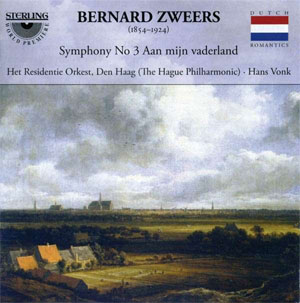 STERLING
WORLD PREMIERE
BERNARD ZWEERS
(1854-1924)
DUTCH
ROMANTICS
Symphony No 3 Aan mijn vaderland
Het Residentie Orkest, Den Haag (The Hague Philharmonic) · Hans Vonk